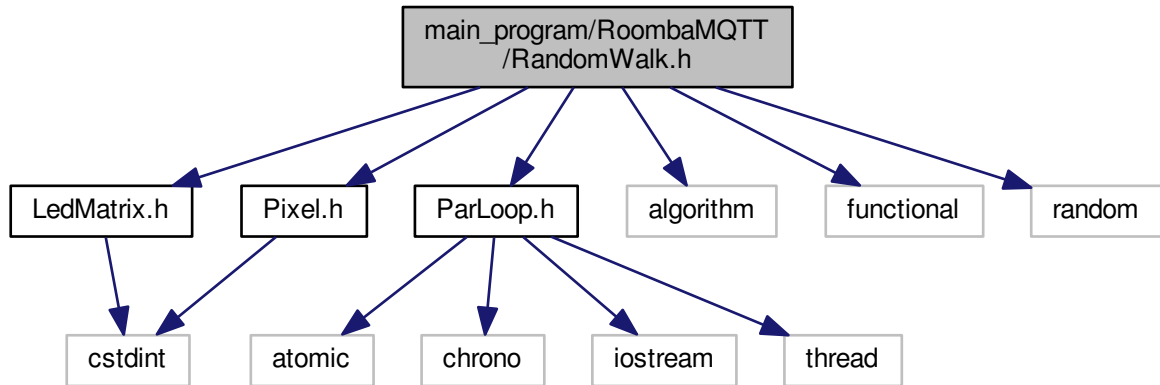 main_program/RoombaMQTT
/RandomWalk.h
LedMatrix.h
Pixel.h
ParLoop.h
algorithm
functional
random
cstdint
atomic
chrono
iostream
thread